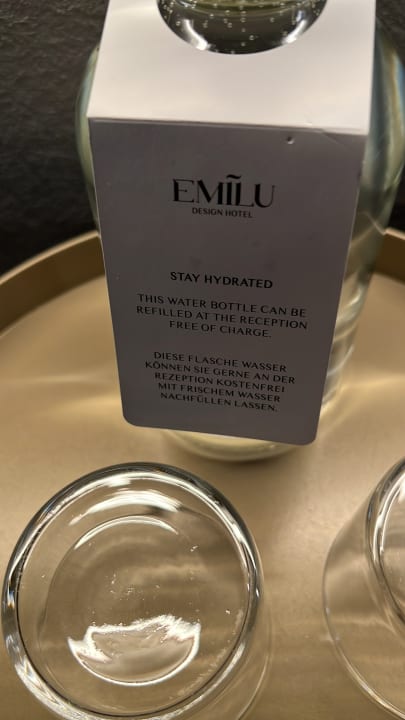 EMĨLU
DESIGN HOTEL
STAY HYDRATED
THIS WATER BOTTLE CAN BE
REFILLED AT THE RECEPTION
FREE OF CHARGE.
DIESE FLASCHE WASSER
KÖNNEN SIE GERNE AN DER
REZEPTION KOSTENFREI
MIT FRISCHEM WASSER
NACHFÜLLEN LASSEN.